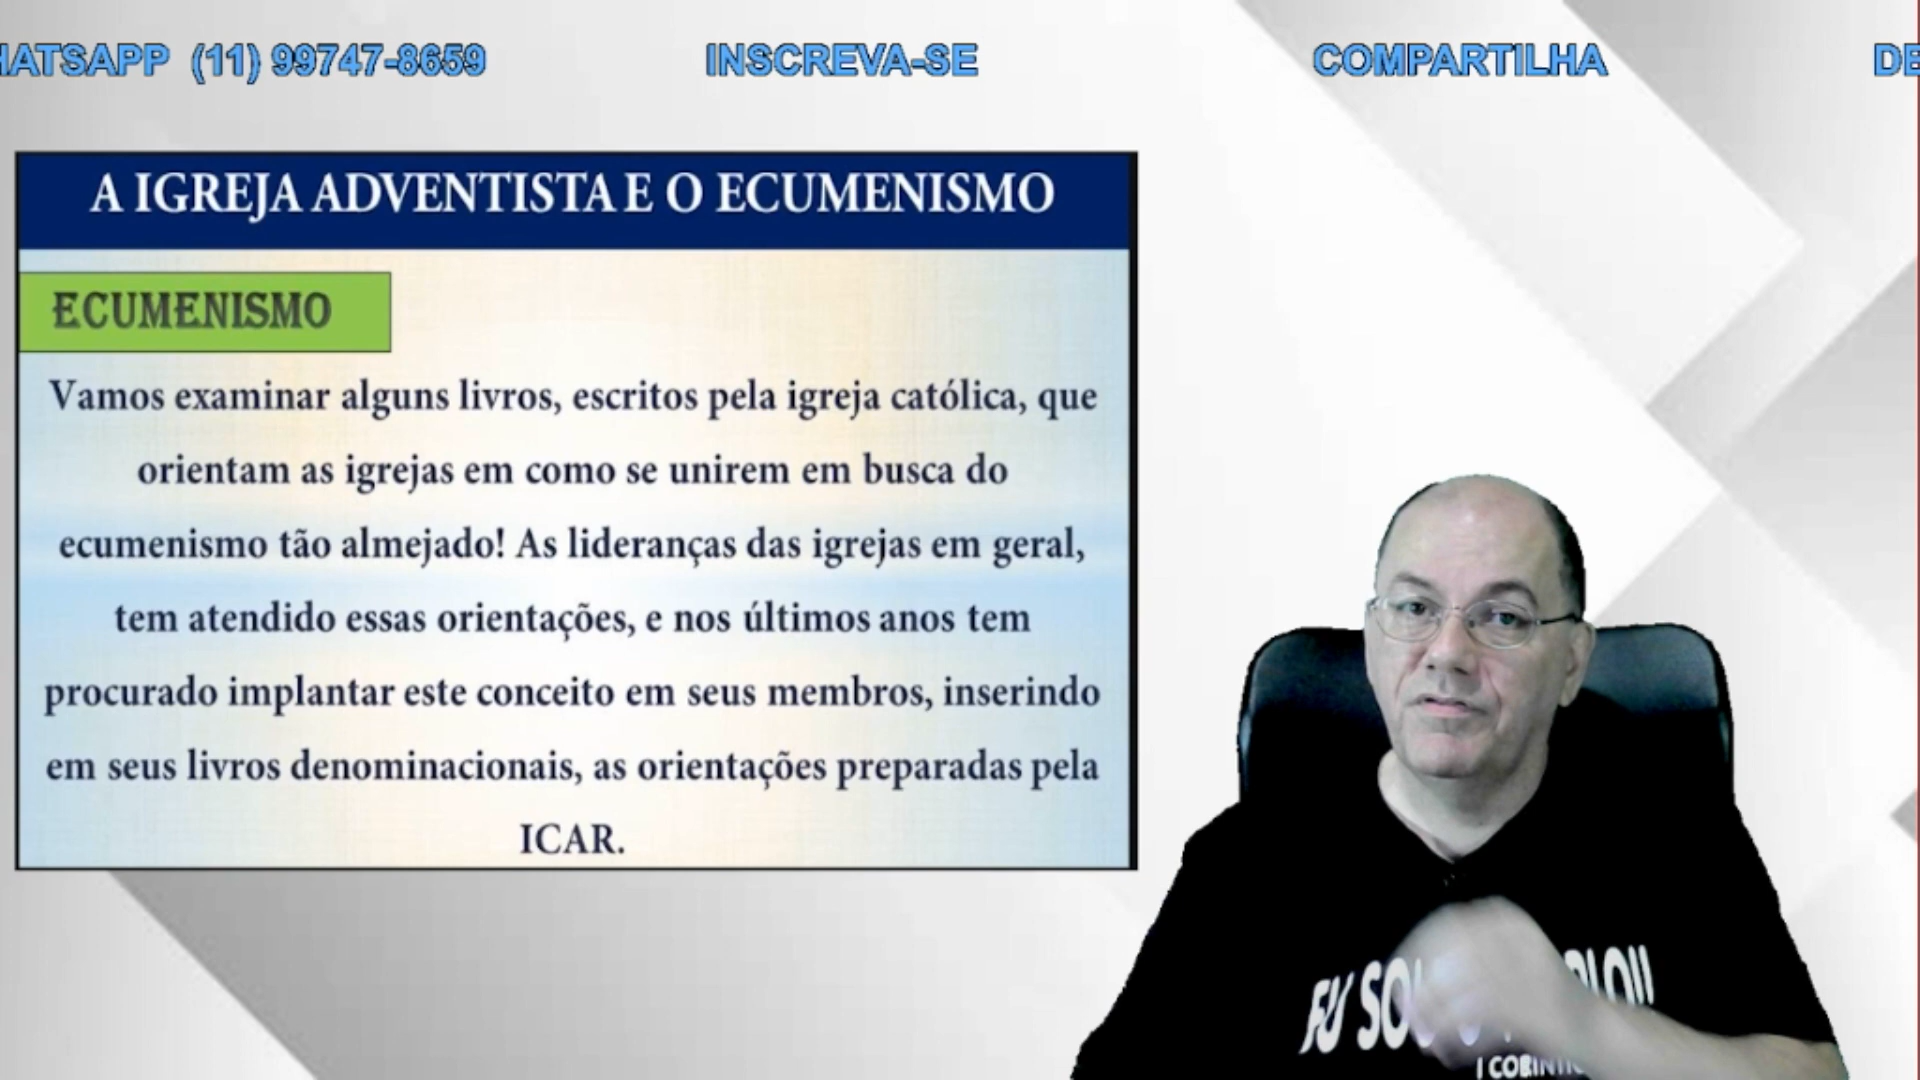 (11) 99747-8659 INSCREVA-SE COMPARTILHA
A IGREJA ADVENTISTA E O ECUMENISMO
ECUMENISMO
Vamos examinar alguns livros, escritos pela igreja católica, que
orientam as igrejas em como se unirem em busca do
ecumenismo tão almejado! As lideranças das igrejas em geral,
tem atendido essas orientações, e nos últimos anos tem
procurado implantar este conceito em seus membros, inserindo
em seus livros denominacionais, as orientações preparadas pela
ICAR.
EU
I